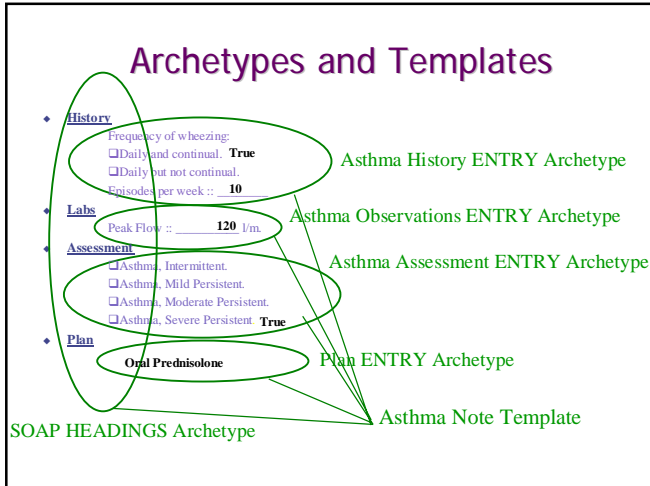 Archetypes and Templates
◆ History
Frequency of wheezing:
❑Daily and continual. True
❑Daily but not continual.
Episodes per week :: __10____
Asthma History ENTRY Archetype
◆ Labs
Peak Flow :: _______120 l/m.
Asthma Observations ENTRY Archetype
◆ Assessment
❑Asthma, Intermittent.
❑Asthma, Mild Persistent.
❑Asthma, Moderate Persistent.
❑Asthma, Severe Persistent True
Asthma Assessment ENTRY Archetype
◆ Plan
Oral Prednisolone
Plan ENTRY Archetype
Asthma Note Template
SOAP HEADINGS Archetype